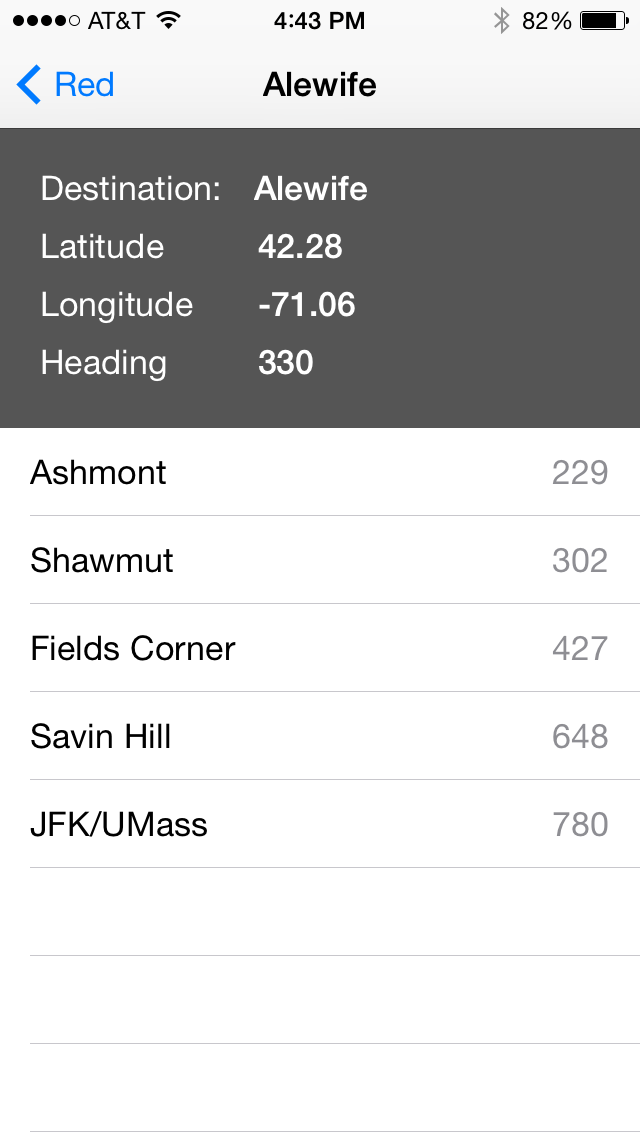 AT&T 4:43 PM 82%
Red Alewife
Destination: Alewife
Latitude 42.28
Longitude -71.06
Heading 330
Ashmont 229
Shawmut 302
Fields Corner 427
Savin Hill 648
JFK/UMass 780